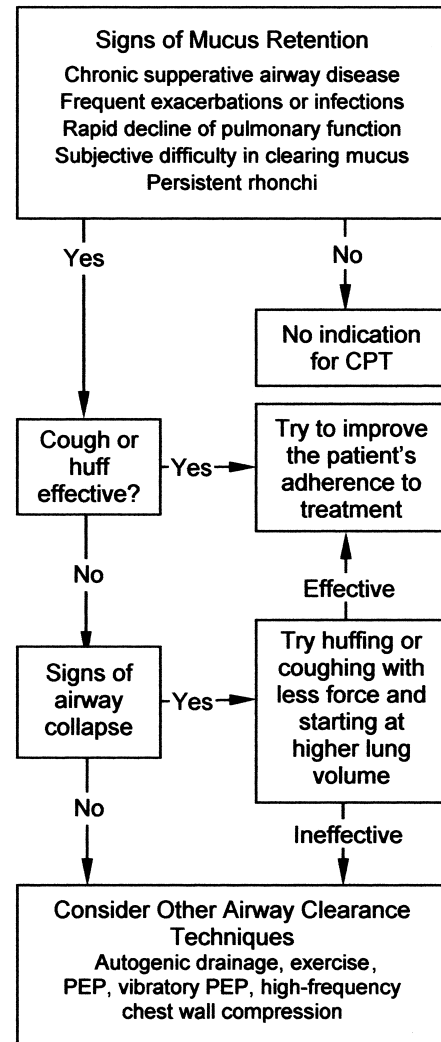 Signs of Mucus Retention
Chronic supperative airway disease
Frequent exacerbations or infections
Rapid decline of pulmonary function
Subjective difficulty in clearing mucus
Persistent rhonchi
Yes
No
No indication
for CPT
Cough or
huff
effective?
Yes
Try to improve
the patient's
adherence to
treatment
No
Effective
Signs of
airway
collapse
Yes
Try huffing or
coughing with
less force and
starting at
higher lung
volume
No
Ineffective
Consider Other Airway Clearance
Techniques
Autogenic drainage, exercise,
PEP, vibratory PEP, high-frequency
chest wall compression